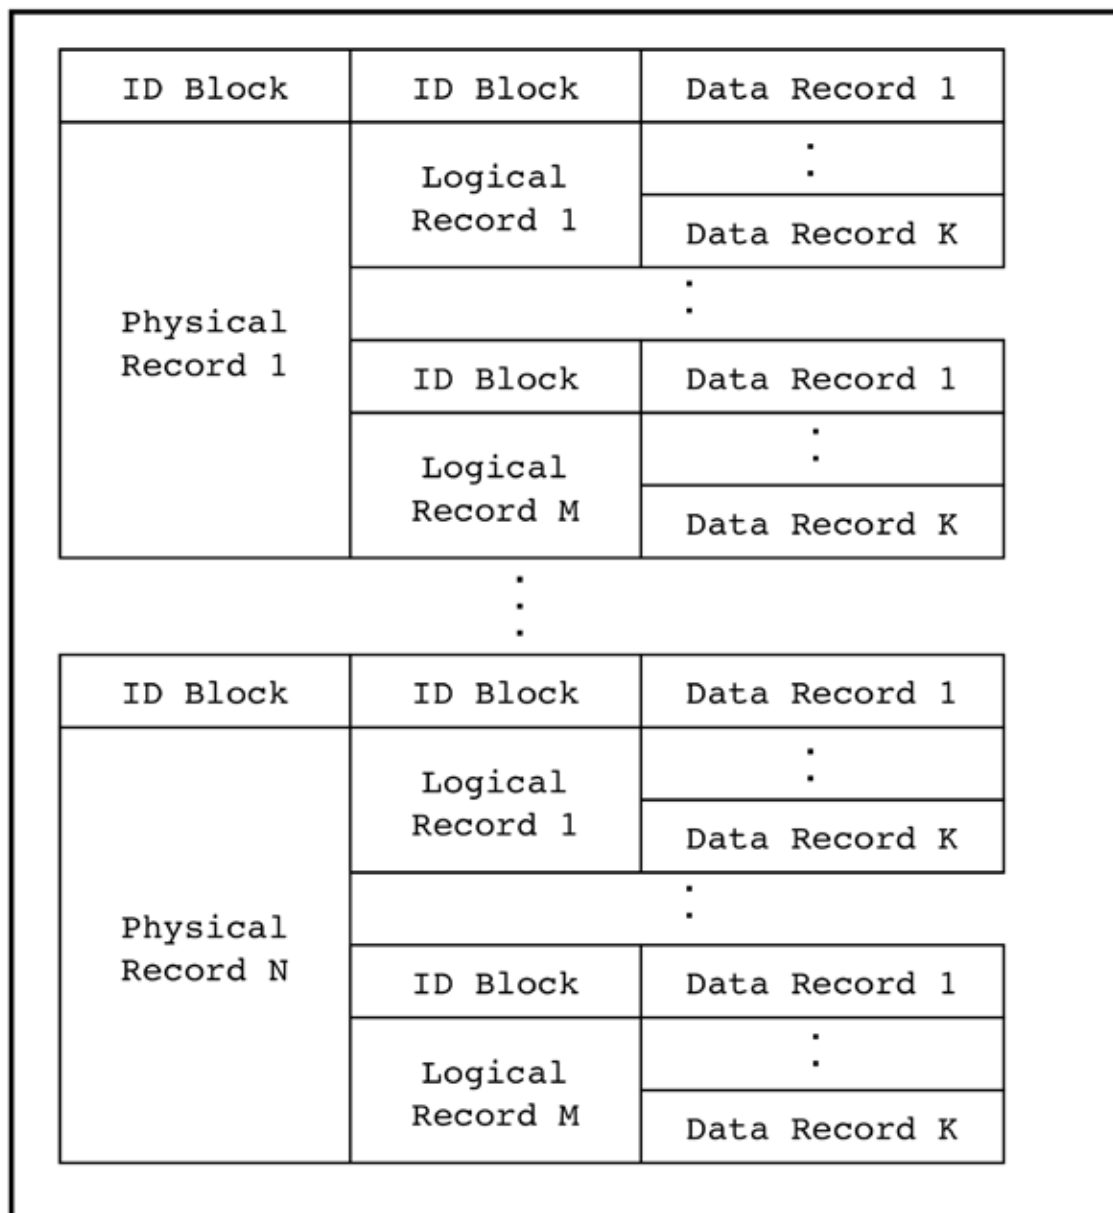 ID Block ID Block Data Record 1
Logical
Record 1
Data Record K
Physical
Record 1
ID Block Data Record 1
Logical
Record M
Data Record K
ID Block ID Block Data Record 1
Logical
Record 1
Data Record K
Physical
Record N
ID Block Data Record 1
Logical
Record M
Data Record K